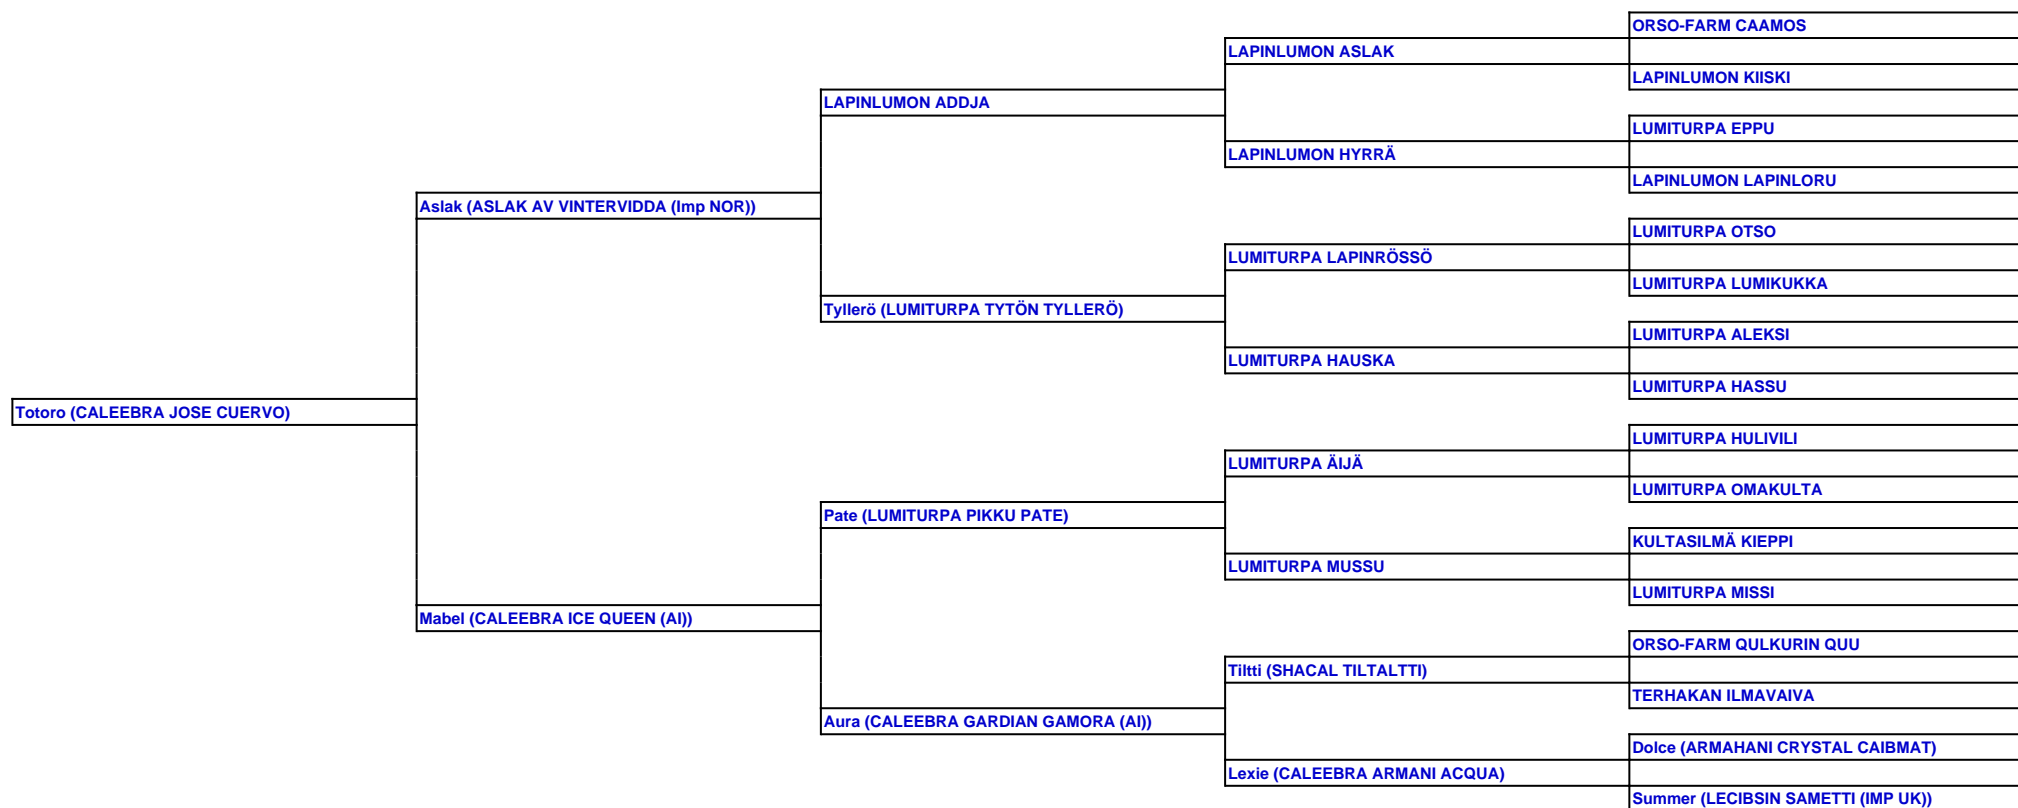 ORSO-FARM CAAMOS
LAPINLUMON ASLAK
LAPINLUMON KIISKI
LAPINLUMON ADDJA
LUMITURPA EPPU
LAPINLUMON HYRRÄ
LAPINLUMON LAPINLORU
Aslak (ASLAK AV VINTERVIDDA (Imp NOR))
LUMITURPA OTSO
LUMITURPA LAPINRÖSSÖ
LUMITURPA LUMIKUKKA
Tyllerö (LUMITURPA TYTÖN TYLLERÖ)
LUMITURPA ALEKSI
LUMITURPA HAUSKA
LUMITURPA HASSU
Totoro (CALEEBRA JOSE CUERVO)
LUMITURPA HULIVILI
LUMITURPA ÄIJÄ
LUMITURPA OMAKULTA
Pate (LUMITURPA PIKKU PATE)
KULTASILMÄ KIEPPI
LUMITURPA MUSSU
LUMITURPA MISSI
Mabel (CALEEBRA ICE QUEEN (AI))
ORSO-FARM QULKURIN QUU
Tiltti (SHACAL TILTALTTI)
TERHAKAN ILMAVAIVA
Aura (CALEEBRA GARDIAN GAMORA (AI))
Dolce (ARMAHANI CRYSTAL CAIBMAT)
Lexie (CALEEBRA ARMANI ACQUA)
Summer (LECIBSIN SAMETTI (IMP UK))